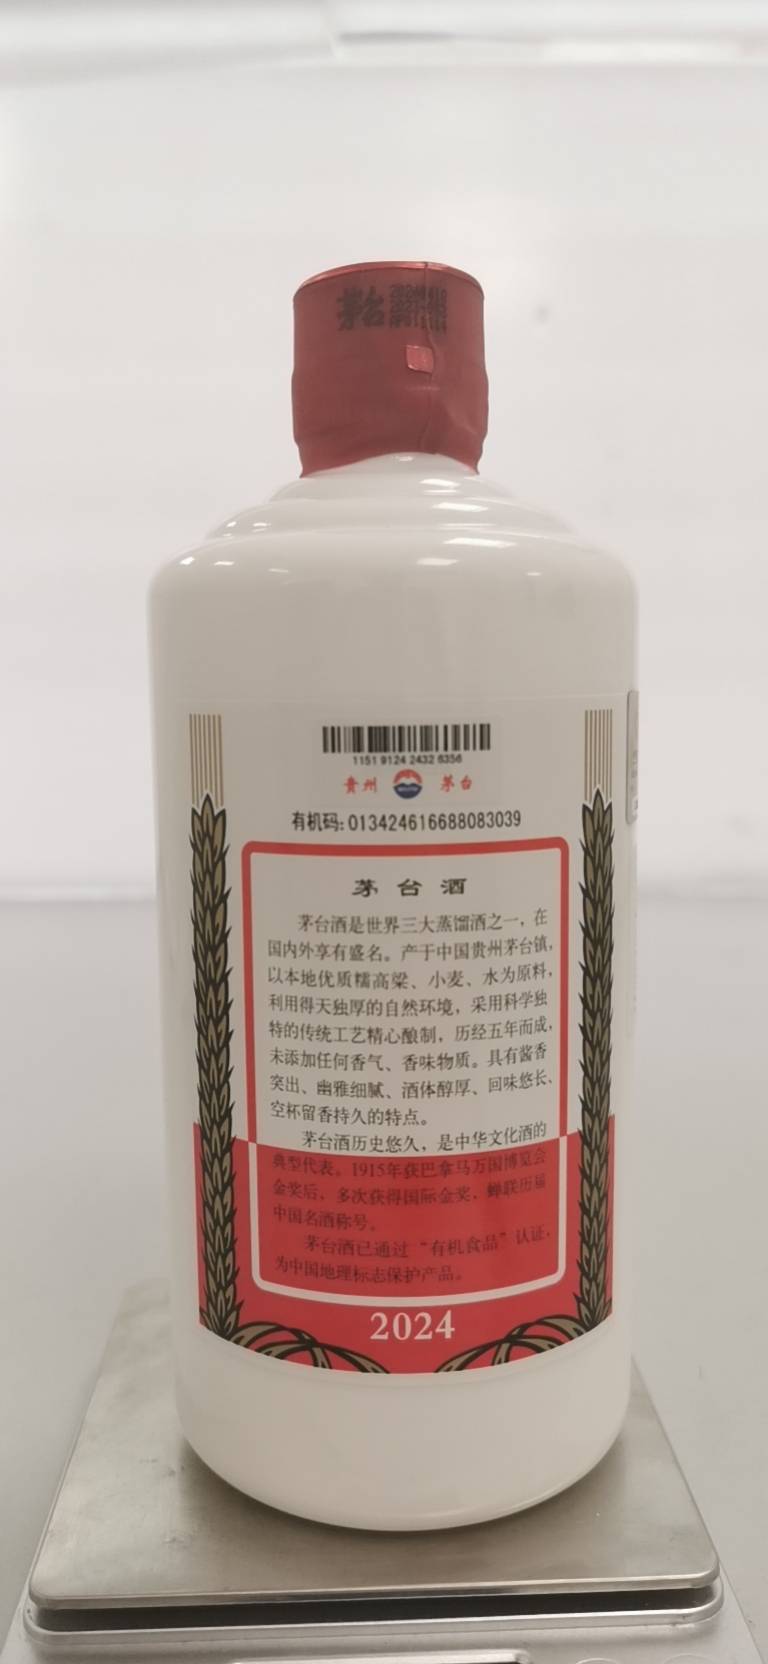 茅台
1151 9124 2432 6356
贵州 茅台
有机码: 013424616688083039
茅台酒
茅台酒是世界三大蒸馏酒之一，在
国内外享有盛名。产于中国贵州茅台镇，
以本地优质糯高粱、小麦、水为原料，
利用得天独厚的自然环境，采用科学独
特的传统工艺精心酿制，历经五年而成，
未添加任何香气、香味物质。具有酱香
突出、幽雅细腻、酒体醇厚、回味悠长、
空杯留香持久的特点。
茅台酒历史悠久，是中华文化酒的
典型代表。1915年获巴拿马万国博览会
金奖后，多次获得国际金奖，蝉联历届
中国名酒称号。
茅台酒已通过“有机食品”认证，
为中国地理标志保护产品。
2024